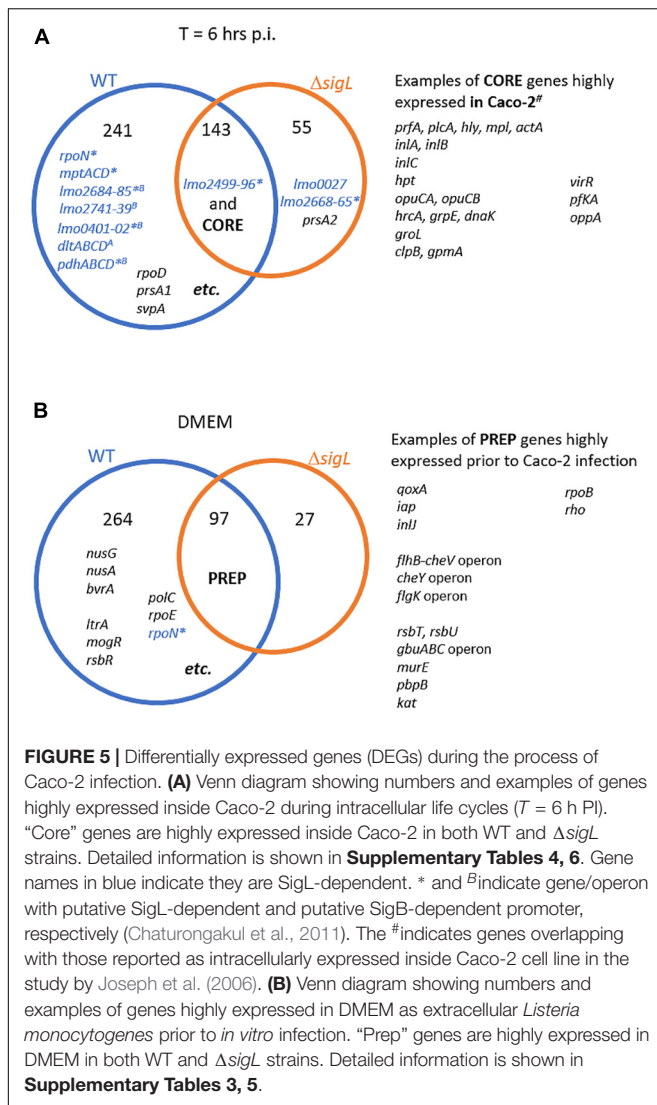 A
T = 6 hrs p.i.
WT
ΔsigL
241
143
55
rpoN*
mptACD*
lmo2684-85*B
lmo2741-39B
lmo0401-02*B
dltABCDA
pdhABCD*B
rpoD
prsA1
svpA
etc.
lmo2499-96*
and
CORE
lmo0027
lmo2668-65*
prsA2
Examples of CORE genes highly
expressed in Caco-2#
prfA, plcA, hly, mpl, actA
inlA, inlB
inlC
hpt
opuCA, opuCB
hrcA, grpE, dnaK
groL
clpB, gpmA
virR
pfKA
oppA
B
DMEM
WT
ΔsigL
264
97
27
nusG
nusA
bvrA
ltrA
mogR
rsbR
polC
rpoE
rpoN*
etc.
PREP
Examples of PREP genes highly
expressed prior to Caco-2 infection
qoxA
iap
inlJ
flhB-cheV operon
cheY operon
flgK operon
rsbT, rsbU
gbuABC operon
murE
pbpB
kat
rpoB
rho
FIGURE 5 | Differentially expressed genes (DEGs) during the process of
Caco-2 infection. (A) Venn diagram showing numbers and examples of genes
highly expressed inside Caco-2 during intracellular life cycles (T = 6 h PI).
“Core” genes are highly expressed inside Caco-2 in both WT and ΔsigL
strains. Detailed information is shown in Supplementary Tables 4, 6. Gene
names in blue indicate they are SigL-dependent. * and Bindicate gene/operon
with putative SigL-dependent and putative SigB-dependent promoter,
respectively (Chaturongakul et al., 2011). The #indicates genes overlapping
with those reported as intracellularly expressed inside Caco-2 cell line in the
study by Joseph et al. (2006). (B) Venn diagram showing numbers and
examples of genes highly expressed in DMEM as extracellular Listeria
monocytogenes prior to in vitro infection. “Prep” genes are highly expressed in
DMEM in both WT and ΔsigL strains. Detailed information is shown in
Supplementary Tables 3, 5.